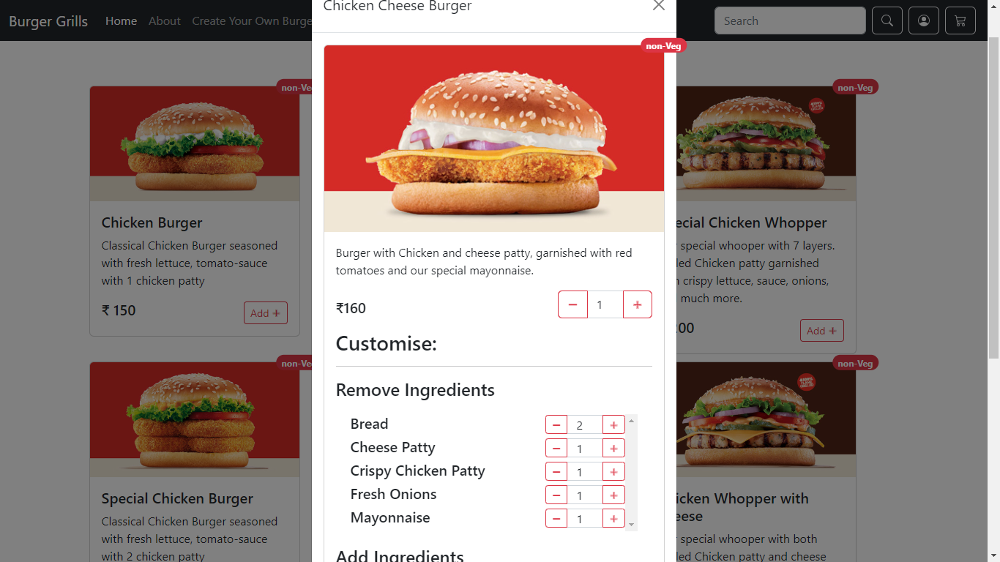 Burger Grills
Home
About
Create Your Own Burge
Search
Chicken Cheese Burger
non-Veg
Burger with Chicken and cheese patty, garnished with red
tomatoes and our special mayonnaise.
₹160
1
Customise:
Remove Ingredients
Bread
2
Cheese Patty
1
Crispy Chicken Patty
1
Fresh Onions
1
Mayonnaise
1
Add Ingredients
non-Ve
Chicken Burger
Classical Chicken Burger seasoned
with fresh lettuce, tomato-sauce
with 1 chicken patty
₹ 150
Add +
non-Veg
ecial Chicken Whopper
special whooper with 7 layers.
led Chicken patty garnished
crispy lettuce, sauce, onions,
much more.
00
Add +
non-Ve
Special Chicken Burger
Classical Chicken Burger seasoned
with fresh lettuce, tomato-sauce
with 2 chicken patty
non-Veg
icken Whopper with
eese
special whooper with both
led Chicken patty and cheese